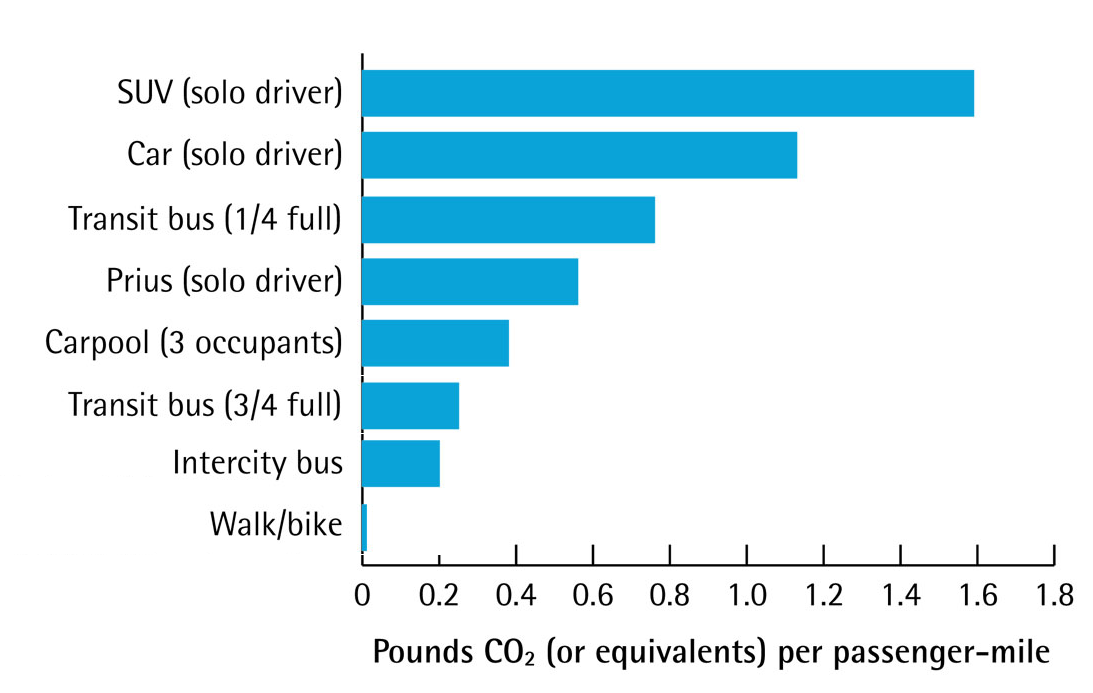 SUV (solo driver)
Car (solo driver)
Transit bus (1/4 full)
Prius (solo driver)
Carpool (3 occupants)
Transit bus (3/4 full)
Intercity bus
Walk/bike
0 0.2 0.4 0.6 0.8 1.0 1.2 1.4 1.6 1.8
Pounds CO₂ (or equivalents) per passenger-mile